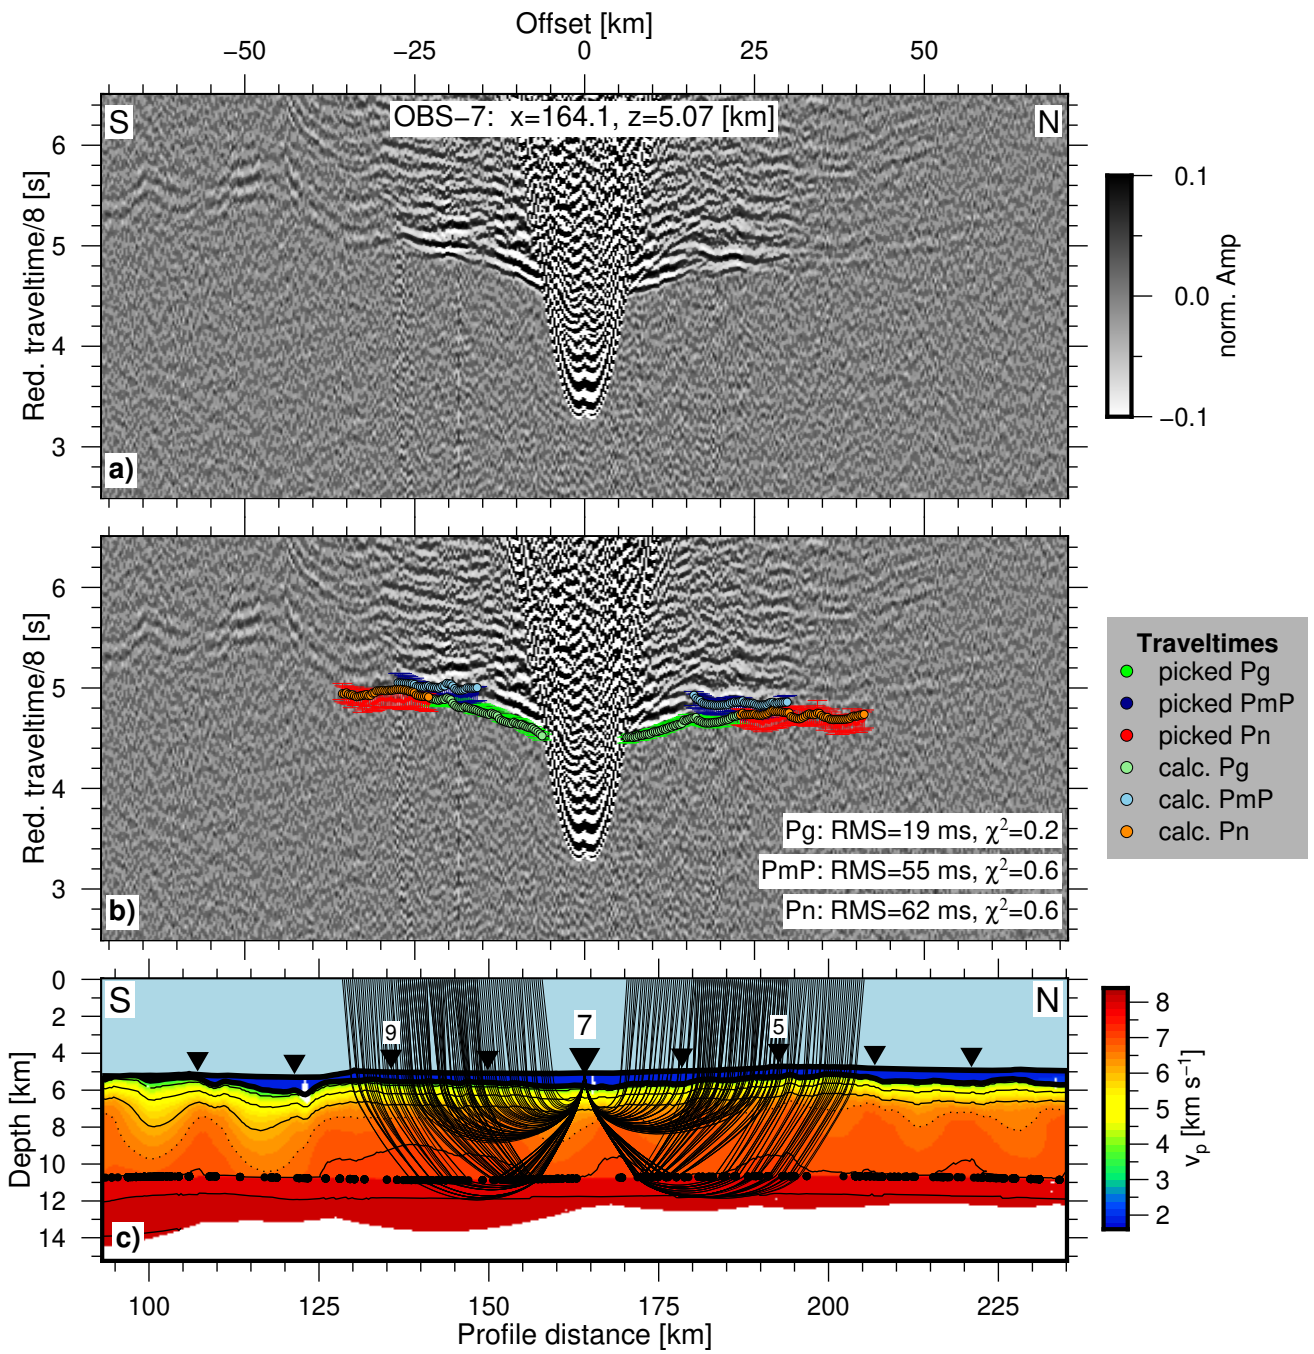 Offset [km]
−50 −25 0 25 50
S OBS−7: x=164.1, z=5.07 [km] N
Red. traveltime/8 [s]
6
5
4
3
a)
0.1
0.0
−0.1
norm. Amp
Red. traveltime/8 [s]
6
5
4
3
b)
Pg: RMS=19 ms, χ²=0.2
PmP: RMS=55 ms, χ²=0.6
Pn: RMS=62 ms, χ²=0.6
Traveltimes
picked Pg
picked PmP
picked Pn
calc. Pg
calc. PmP
calc. Pn
S N
9 7 5
Depth [km]
0
2
4
6
8
10
12
14
c)
8
7
6
5
4
3
2
vp [km s⁻¹]
100 125 150 175 200 225
Profile distance [km]